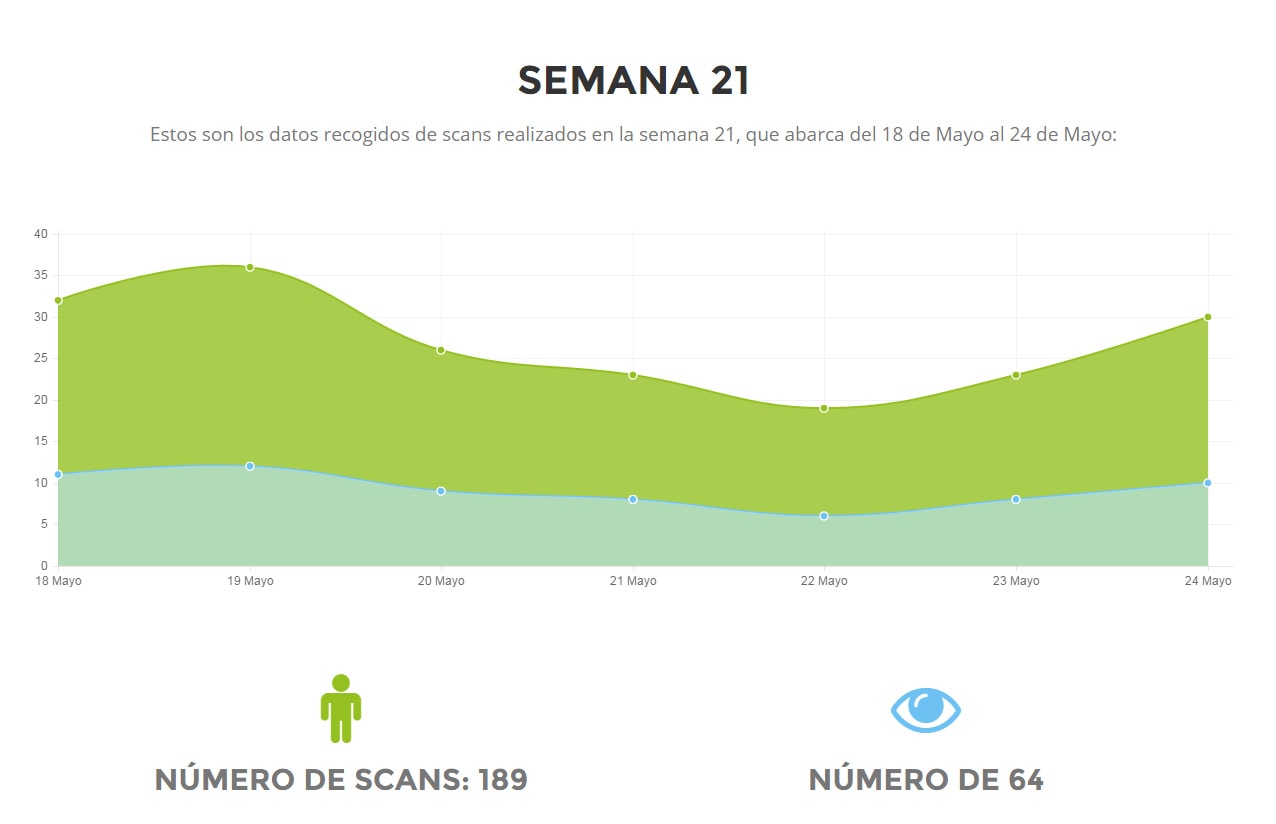 SEMANA 21
Estos son los datos recogidos de scans realizados en la semana 21, que abarca del 18 de Mayo al 24 de Mayo:
40
35
30
25
20
15
10
5
0
18 Mayo 19 Mayo 20 Mayo 21 Mayo 22 Mayo 23 Mayo 24 Mayo
NÚMERO DE SCANS: 189
NÚMERO DE 64